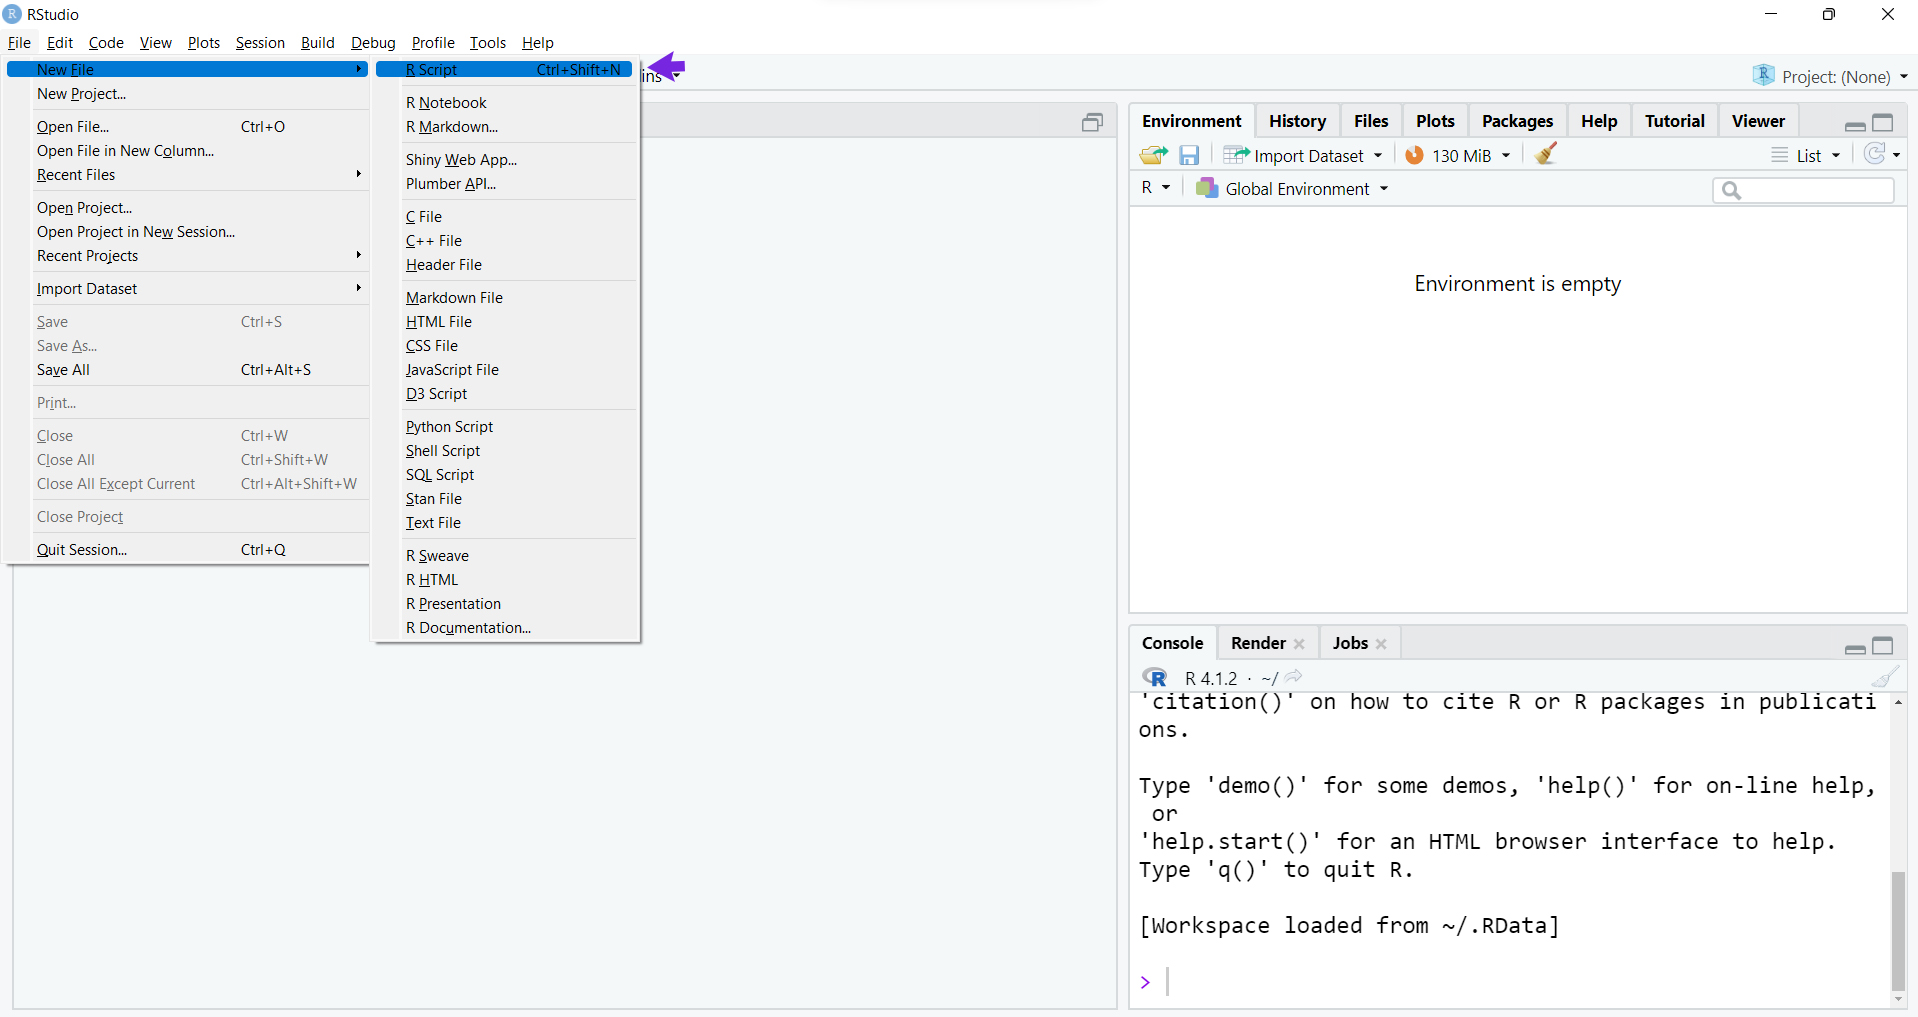 RStudio
File Edit Code View Plots Session Build Debug Profile Tools Help
New File
New Project...
Open File... Ctrl+O
Open File in New Column...
Recent Files
Open Project...
Open Project in New Session...
Recent Projects
Import Dataset
Save Ctrl+S
Save As...
Save All Ctrl+Alt+S
Print...
Close Ctrl+W
Close All Ctrl+Shift+W
Close All Except Current Ctrl+Alt+Shift+W
Close Project
Quit Session... Ctrl+Q
R Script Ctrl+Shift+N
R Notebook
R Markdown...
Shiny Web App...
Plumber API...
C File
C++ File
Header File
Markdown File
HTML File
CSS File
JavaScript File
D3 Script
Python Script
Shell Script
SQL Script
Stan File
Text File
R Sweave
R HTML
R Presentation
R Documentation...
Project: (None)
Environment History Files Plots Packages Help Tutorial Viewer
Import Dataset 130 MiB List
R Global Environment
Environment is empty
Console Render Jobs
R R 4.1.2 · ~/
'citation()' on how to cite R or R packages in publicati
ons.
Type 'demo()' for some demos, 'help()' for on-line help,
or
'help.start()' for an HTML browser interface to help.
Type 'q()' to quit R.
[Workspace loaded from ~/.RData]
>